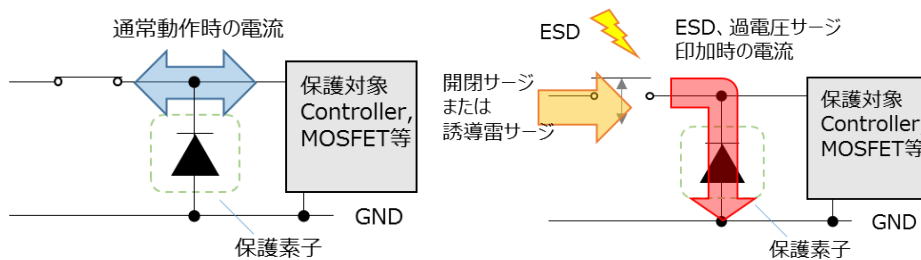 通常動作時の電流
保護対象
Controller,
MOSFET等
GND
保護素子
ESD
ESD、過電圧サージ
印加時の電流
開閉サージ
または
誘導雷サージ
保護対象
Controller
MOSFET等
GND
保護素子